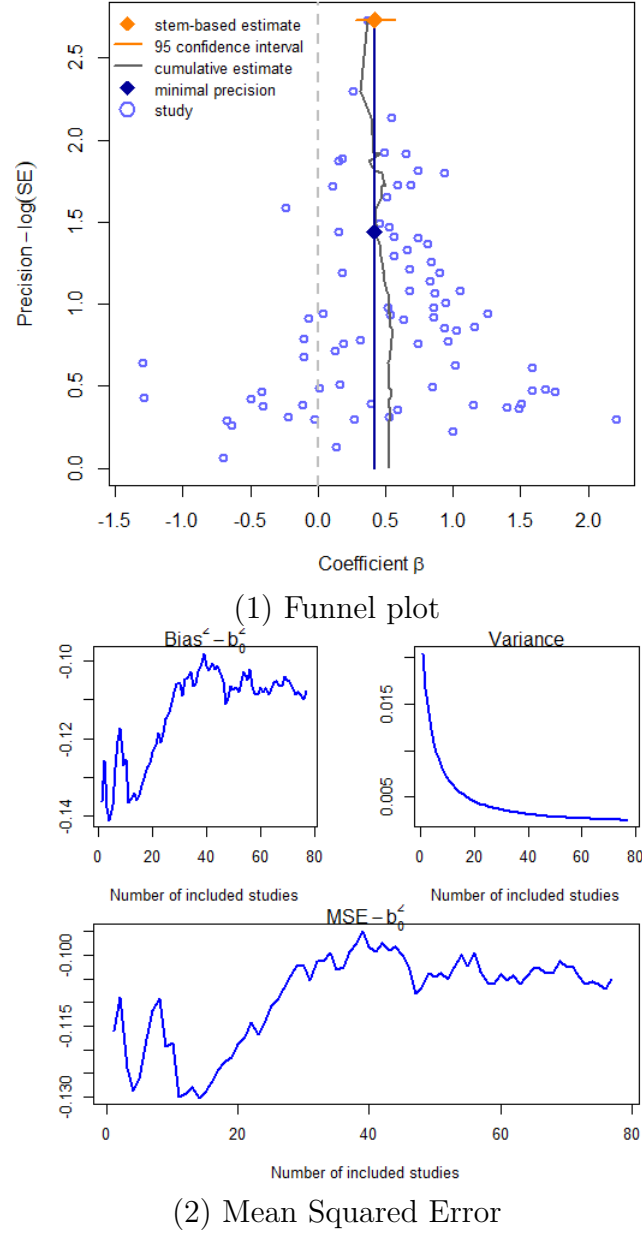 stem-based estimate
95 confidence interval
cumulative estimate
minimal precision
study
Precision − log(SE)
2.5
2.0
1.5
1.0
0.5
0.0
-1.5 -1.0 -0.5 0.0 0.5 1.0 1.5 2.0
Coefficient β
(1) Funnel plot
Bias² − b₀²
-0.10
-0.12
-0.14
0 20 40 60 80
Number of included studies
Variance
0.015
0.005
0 20 40 60 80
Number of included studies
MSE − b₀²
-0.100
-0.115
-0.130
0 20 40 60 80
Number of included studies
(2) Mean Squared Error